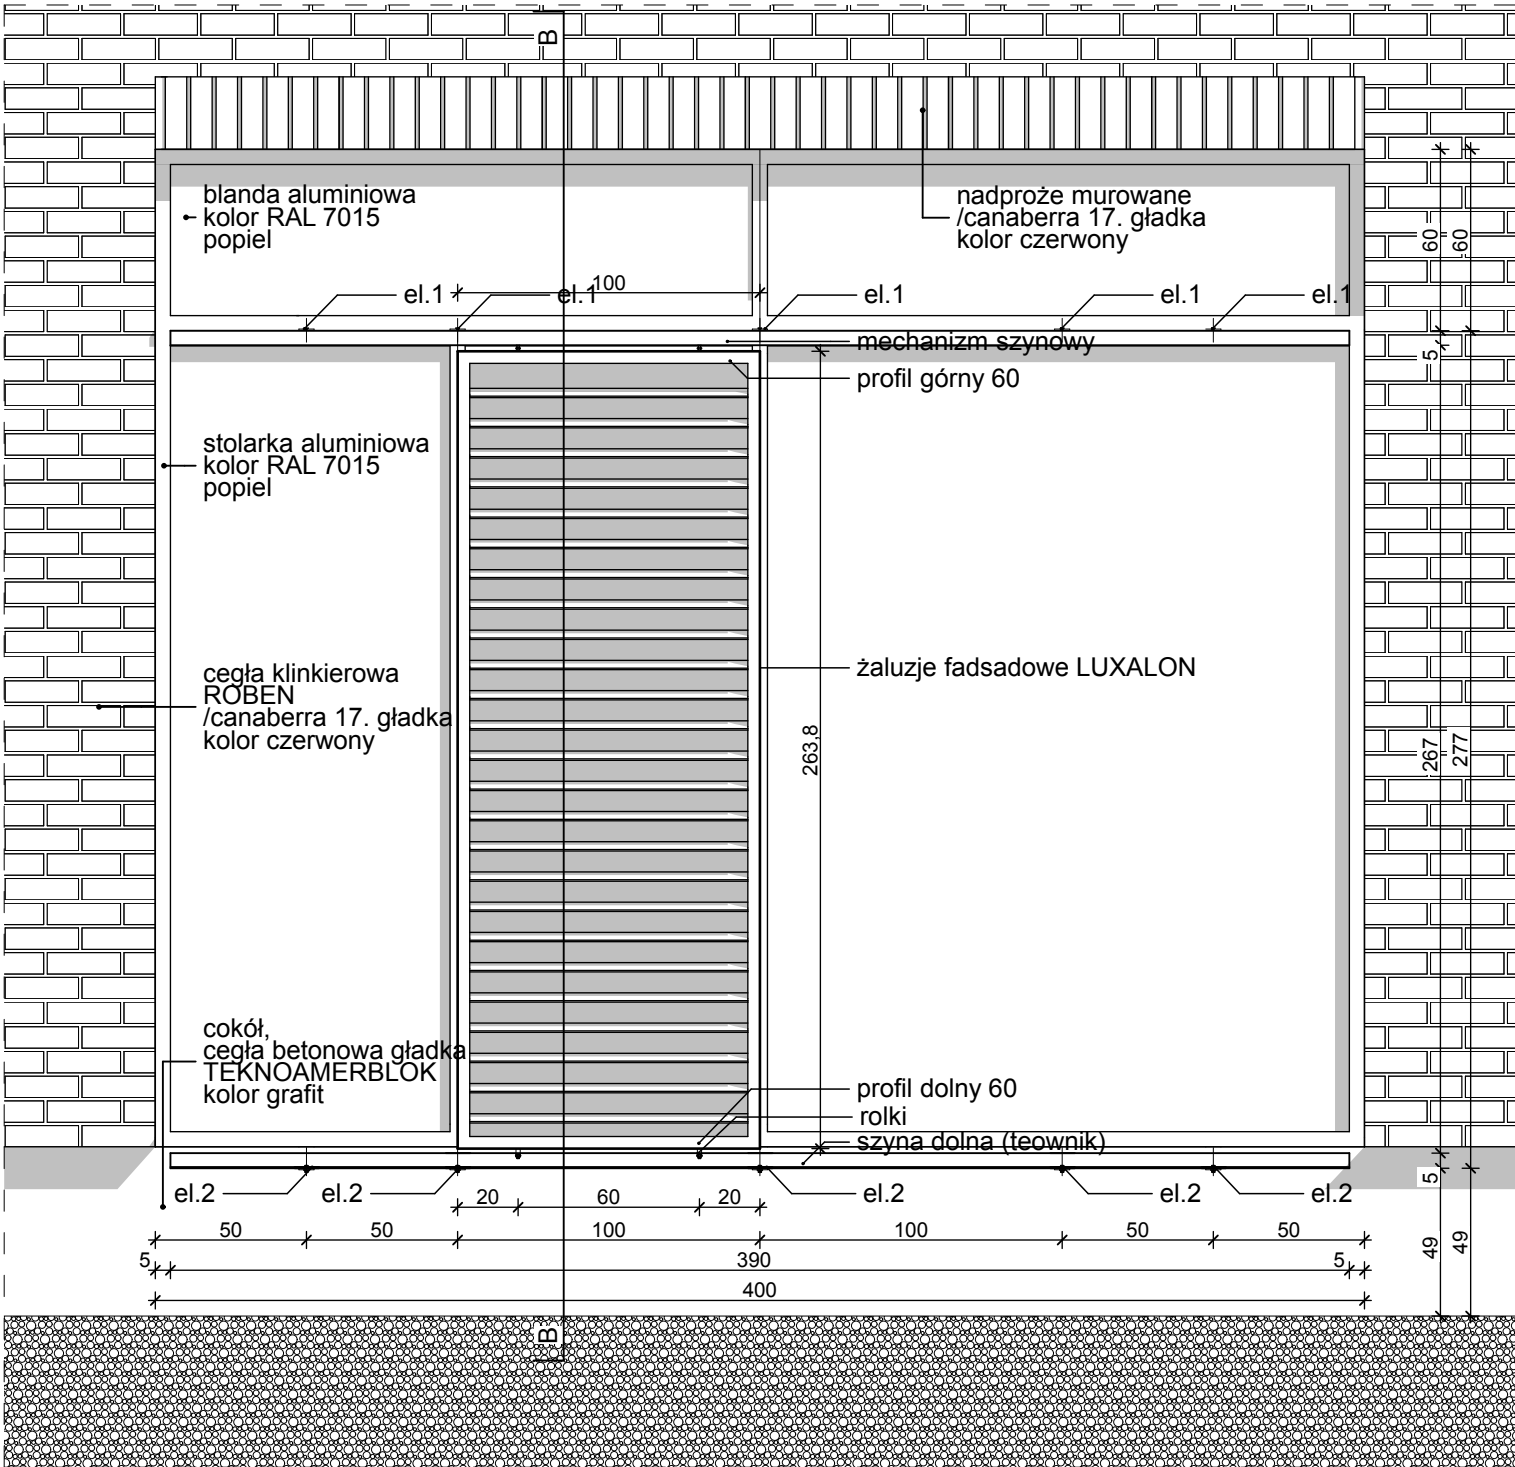 B
blanda aluminiowa
kolor RAL 7015
popiel
nadproże murowane
/canaberra 17. gładka
kolor czerwony
60
60
100
el.1
el.1
el.1
el.1
el.1
mechanizm szynowy
5
profil górny 60
stolarka aluminiowa
kolor RAL 7015
popiel
cegła klinkierowa
ROBEN
/canaberra 17. gładka
kolor czerwony
żaluzje fadsadowe LUXALON
263,8
267
277
cokół,
cegła betonowa gładka
TEKNOAMERBLOK
kolor grafit
profil dolny 60
rolki
szyna dolna (teownik)
el.2
el.2
el.2
el.2
el.2
5
20
60
20
50
50
100
100
50
50
49
49
5
390
5
400
B